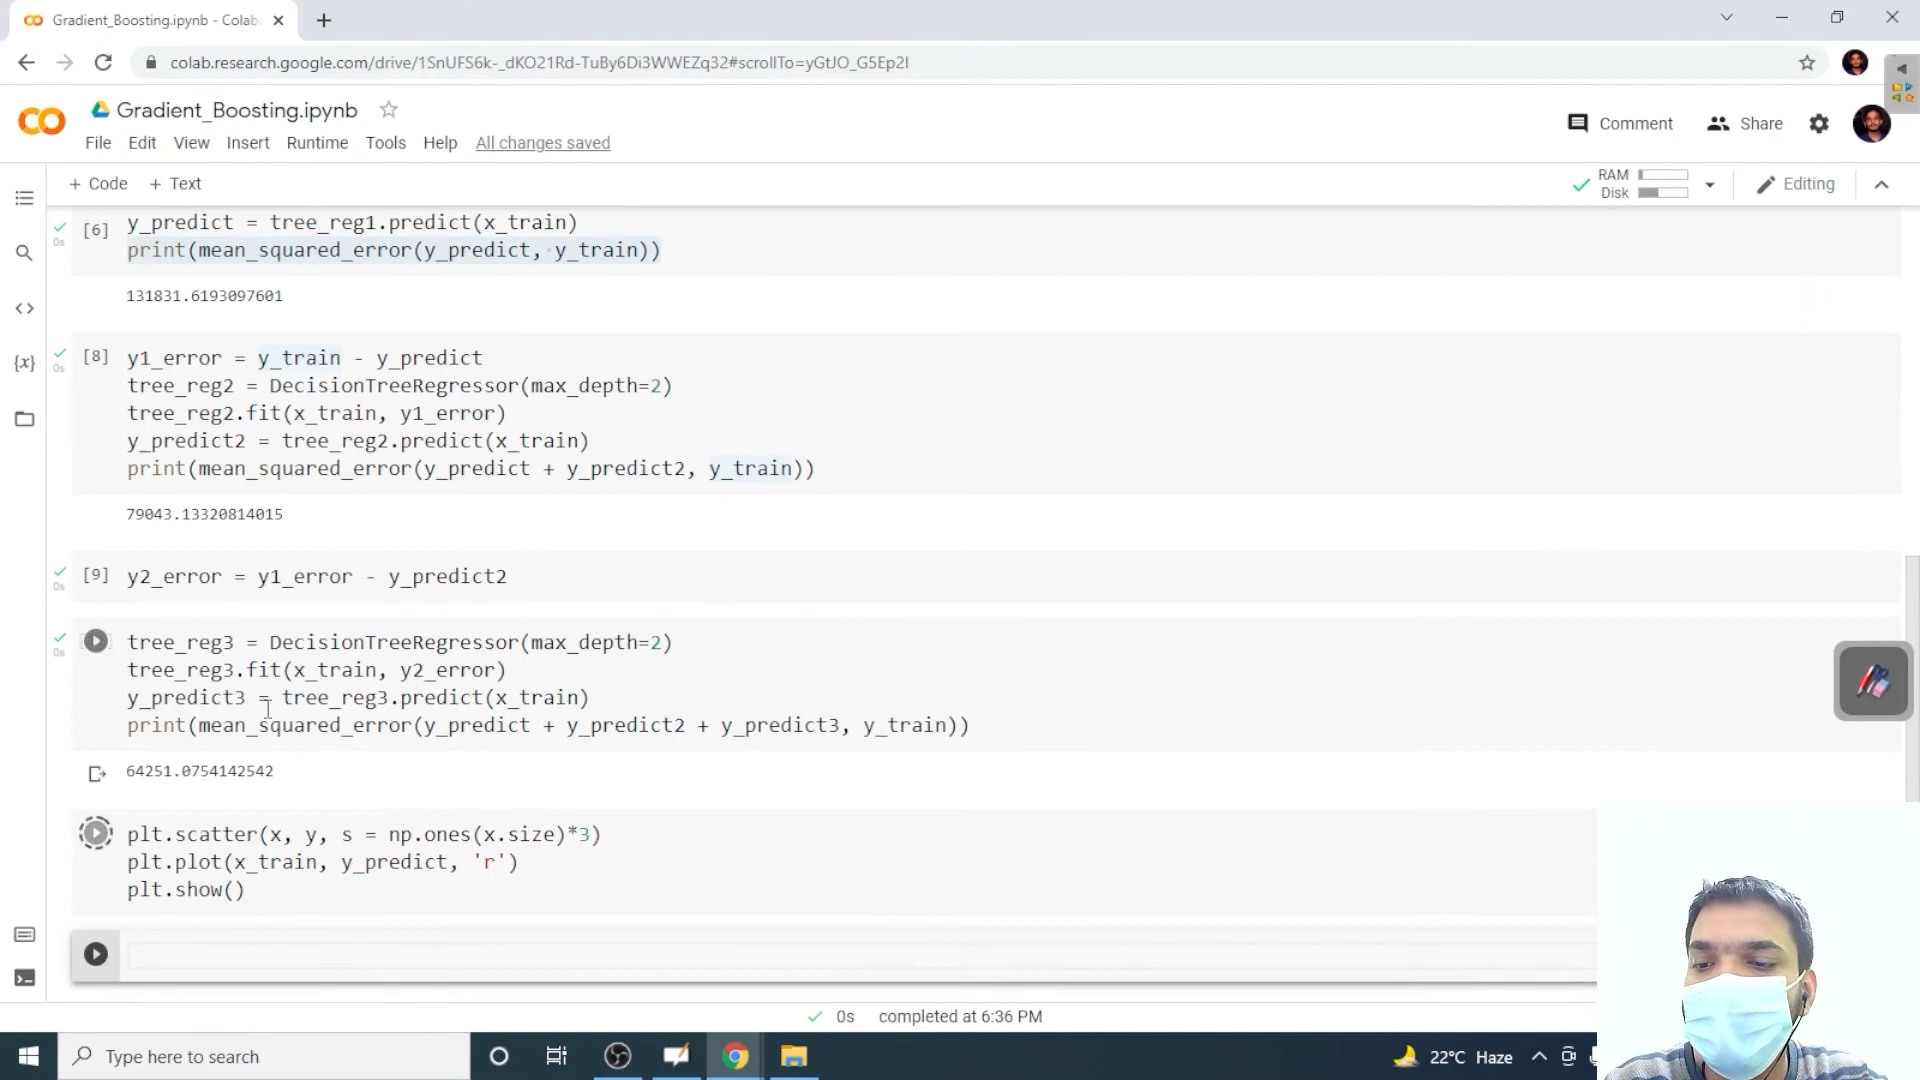 Gradient_Boosting.ipynb - Colab
colab.research.google.com/drive/1SnUFS6k-_dKO21Rd-TuBy6Di3WWEZq32#scrollTo=yGtJO_G5Ep2I
Gradient_Boosting.ipynb
File Edit View Insert Runtime Tools Help All changes saved
Comment Share
+ Code + Text
RAM
Disk
Editing
[6] y_predict = tree_reg1.predict(x_train)
0s
print(mean_squared_error(y_predict, y_train))
131831.6193097601
[8] y1_error = y_train - y_predict
0s
tree_reg2 = DecisionTreeRegressor(max_depth=2)
tree_reg2.fit(x_train, y1_error)
y_predict2 = tree_reg2.predict(x_train)
print(mean_squared_error(y_predict + y_predict2, y_train))
79043.13320814015
[9] y2_error = y1_error - y_predict2
0s
tree_reg3 = DecisionTreeRegressor(max_depth=2)
0s
tree_reg3.fit(x_train, y2_error)
y_predict3 = tree_reg3.predict(x_train)
print(mean_squared_error(y_predict + y_predict2 + y_predict3, y_train))
64251.0754142542
plt.scatter(x, y, s = np.ones(x.size)*3)
plt.plot(x_train, y_predict, 'r')
plt.show()
0s completed at 6:36 PM
Type here to search
22°C Haze